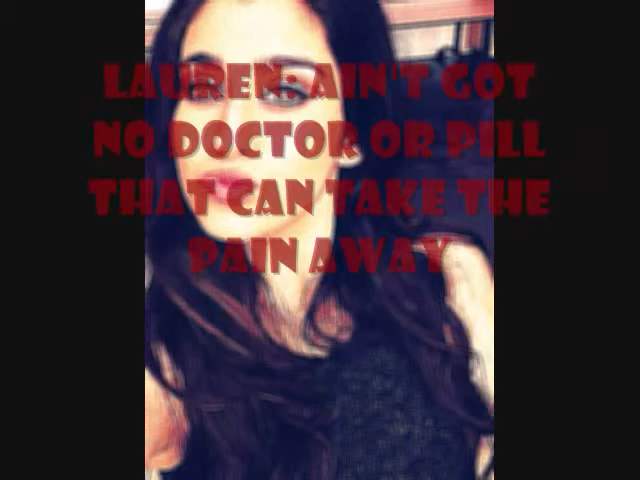 LAUREN: AIN'T GOT
NO DOCTOR OR PILL
THAT CAN TAKE THE
PAIN AWAY